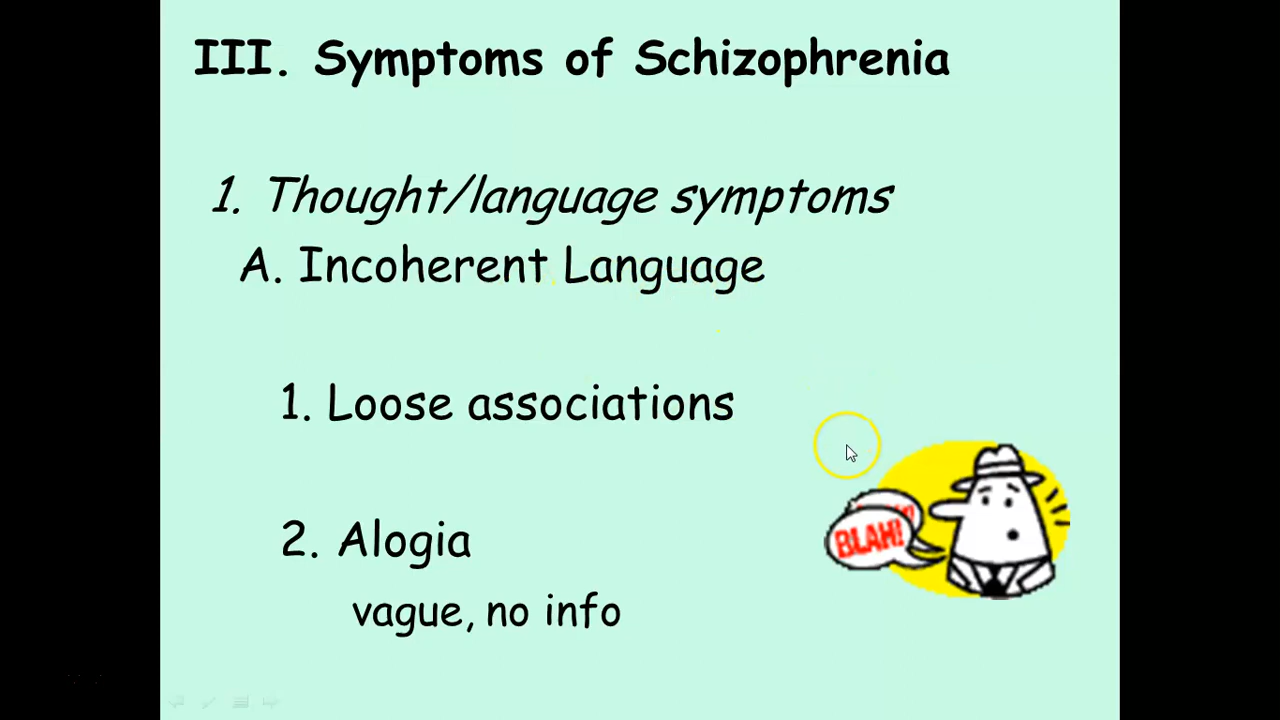 III. Symptoms of Schizophrenia
1. Thought/language symptoms
A. Incoherent Language
1. Loose associations
2. Alogia
vague, no info
BLAH!